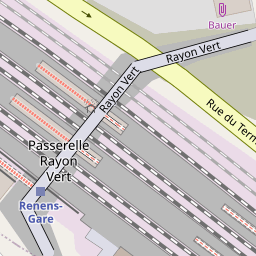 Bauer
Rayon Vert
Rayon Vert
Rue du Term
Passerelle
Rayon
Vert
Renens-
Gare